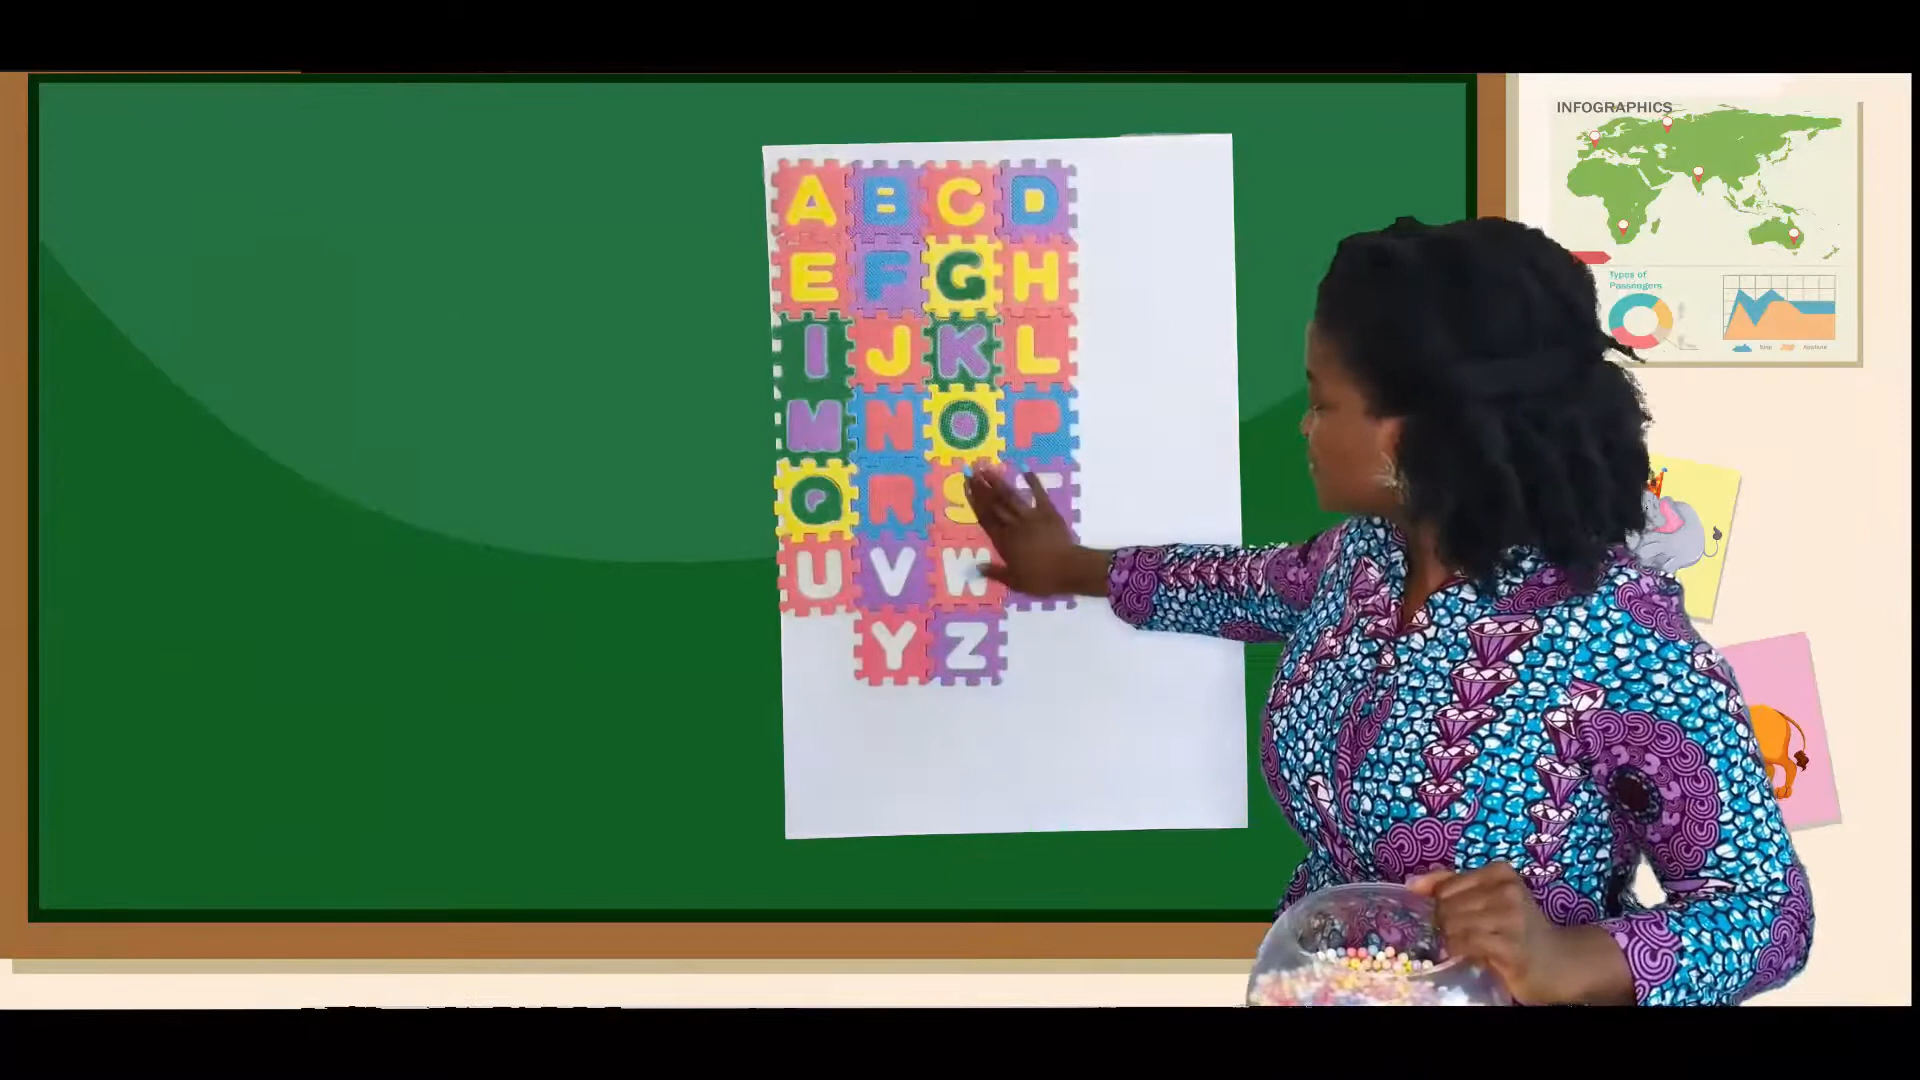 A B C D
E F G H
I J K L
M N O P
Q R S T
U V W
Y Z
INFOGRAPHICS
Types of
Passengers